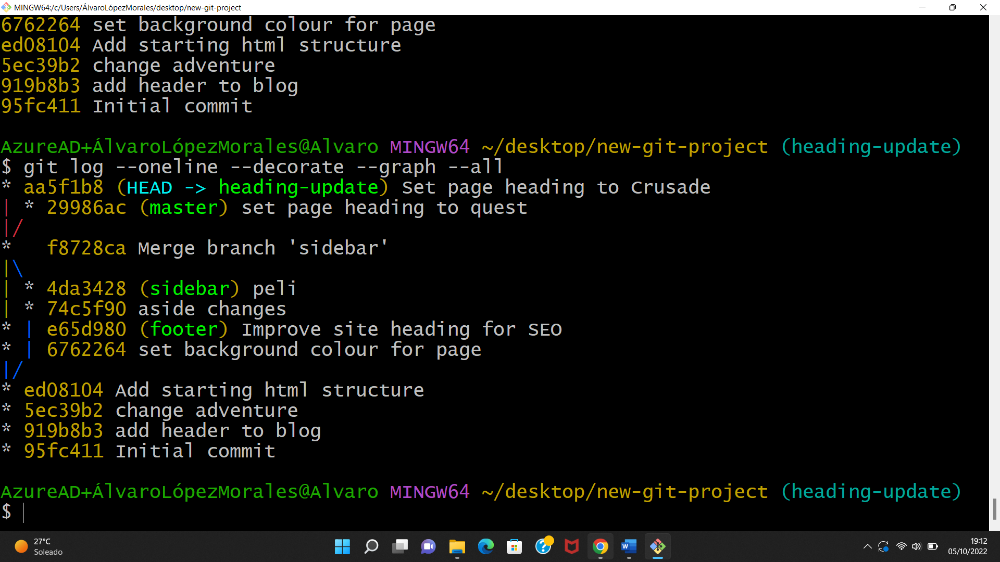 MINGW64:/c/Users/ÁlvaroLópezMorales/desktop/new-git-project
6762264 set background colour for page
ed08104 Add starting html structure
5ec39b2 change adventure
919b8b3 add header to blog
95fc411 Initial commit
AzureAD+ÁlvaroLópezMorales@Alvaro MINGW64 ~/desktop/new-git-project (heading-update)
$ git log --oneline --decorate --graph --all
* aa5f1b8 (HEAD -> heading-update) Set page heading to Crusade
| * 29986ac (master) set page heading to quest
|/
*   f8728ca Merge branch 'sidebar'
|\
| * 4da3428 (sidebar) peli
| * 74c5f90 aside changes
* | e65d980 (footer) Improve site heading for SEO
* | 6762264 set background colour for page
|/
* ed08104 Add starting html structure
* 5ec39b2 change adventure
* 919b8b3 add header to blog
* 95fc411 Initial commit
AzureAD+ÁlvaroLópezMorales@Alvaro MINGW64 ~/desktop/new-git-project (heading-update)
$
27°C
Soleado
19:12
05/10/2022